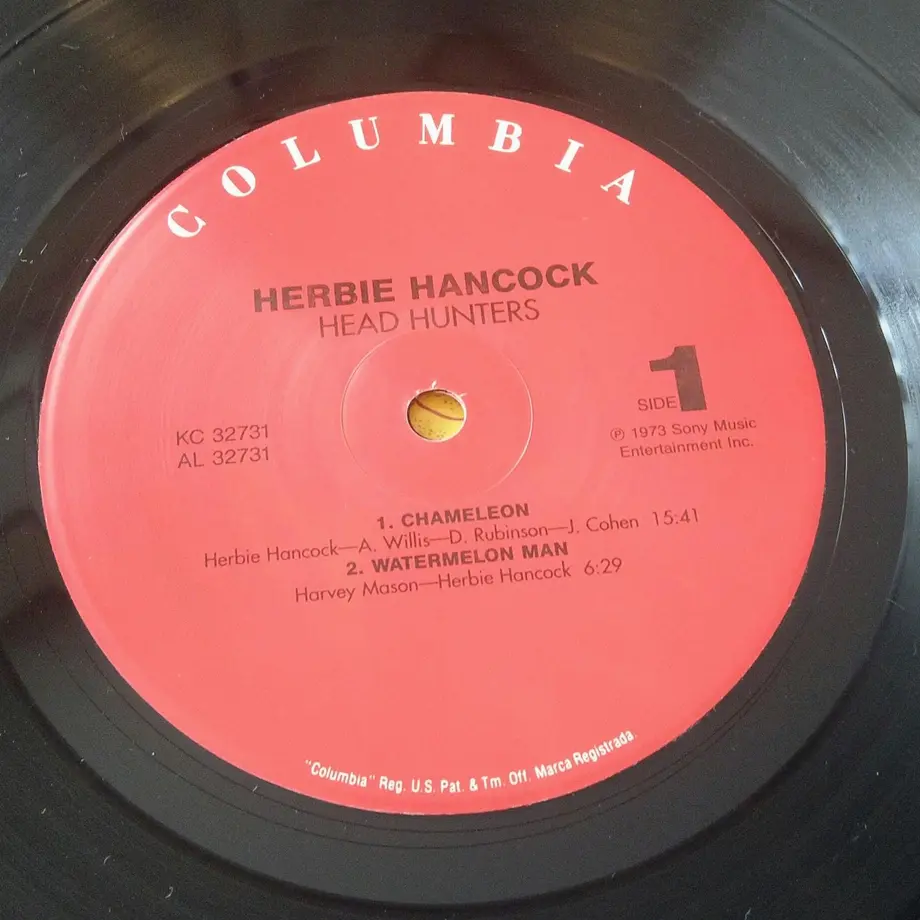 COLUMBIA
HERBIE HANCOCK
HEAD HUNTERS
SIDE 1
KC 32731
AL 32731
℗ 1973 Sony Music
Entertainment Inc.
1. CHAMELEON
Herbie Hancock—A. Willis—D. Rubinson—J. Cohen 15:41
2. WATERMELON MAN
Harvey Mason—Herbie Hancock 6:29
"Columbia" Reg. U.S. Pat. & Tm. Off. Marca Registrada.